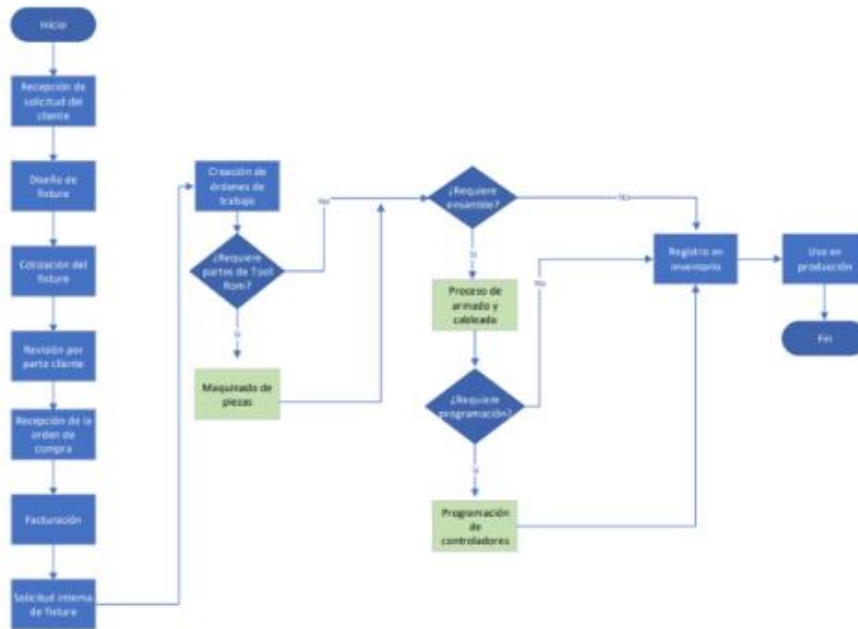 Inicio
Recepción de
solicitud del
cliente
Diseño de
fixture
Cotización del
fixture
Revisión por
parte cliente
Recepción de la
orden de
compra
Facturación
Solicitud interna
de fixture
Creación de
órdenes de
trabajo
¿Requiere
partes de Tool
Rom?
No
Si
Maquinado de
piezas
¿Requiere
ensamble?
No
Si
Proceso de
armado y
cableado
¿Requiere
programación?
No
Si
Programación
de
controladores
Registro en
inventario
Uso en
producción
Fin